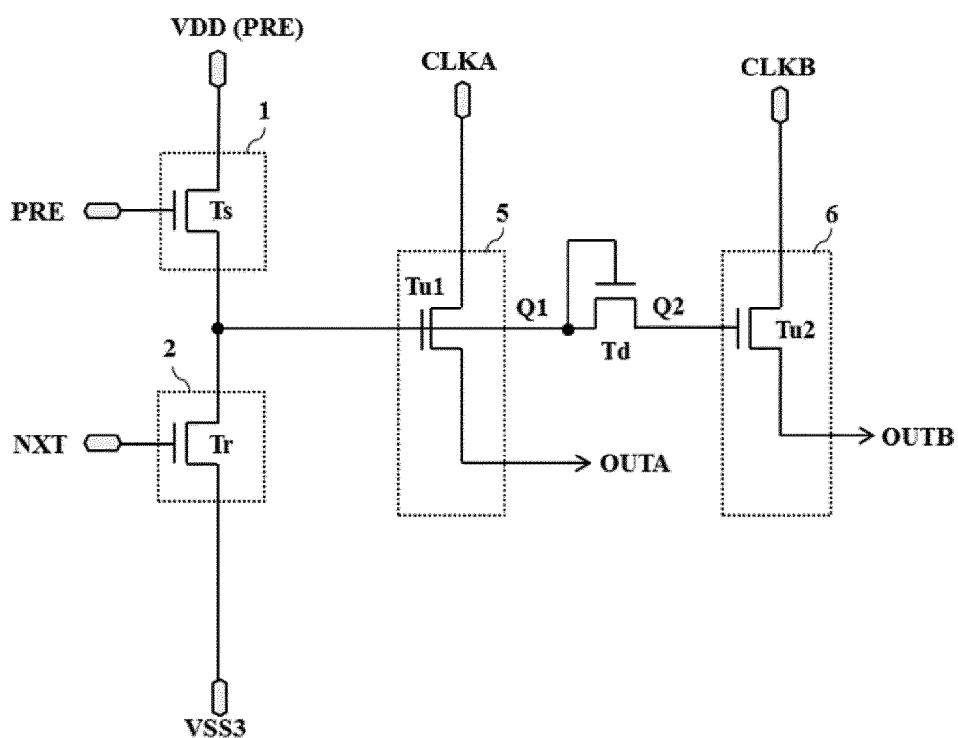 VDD (PRE)
CLKA
CLKB
1
PRE
Ts
5
6
Tu1
Q1
Q2
Td
Tu2
2
NXT
Tr
OUTA
OUTB
VSS3